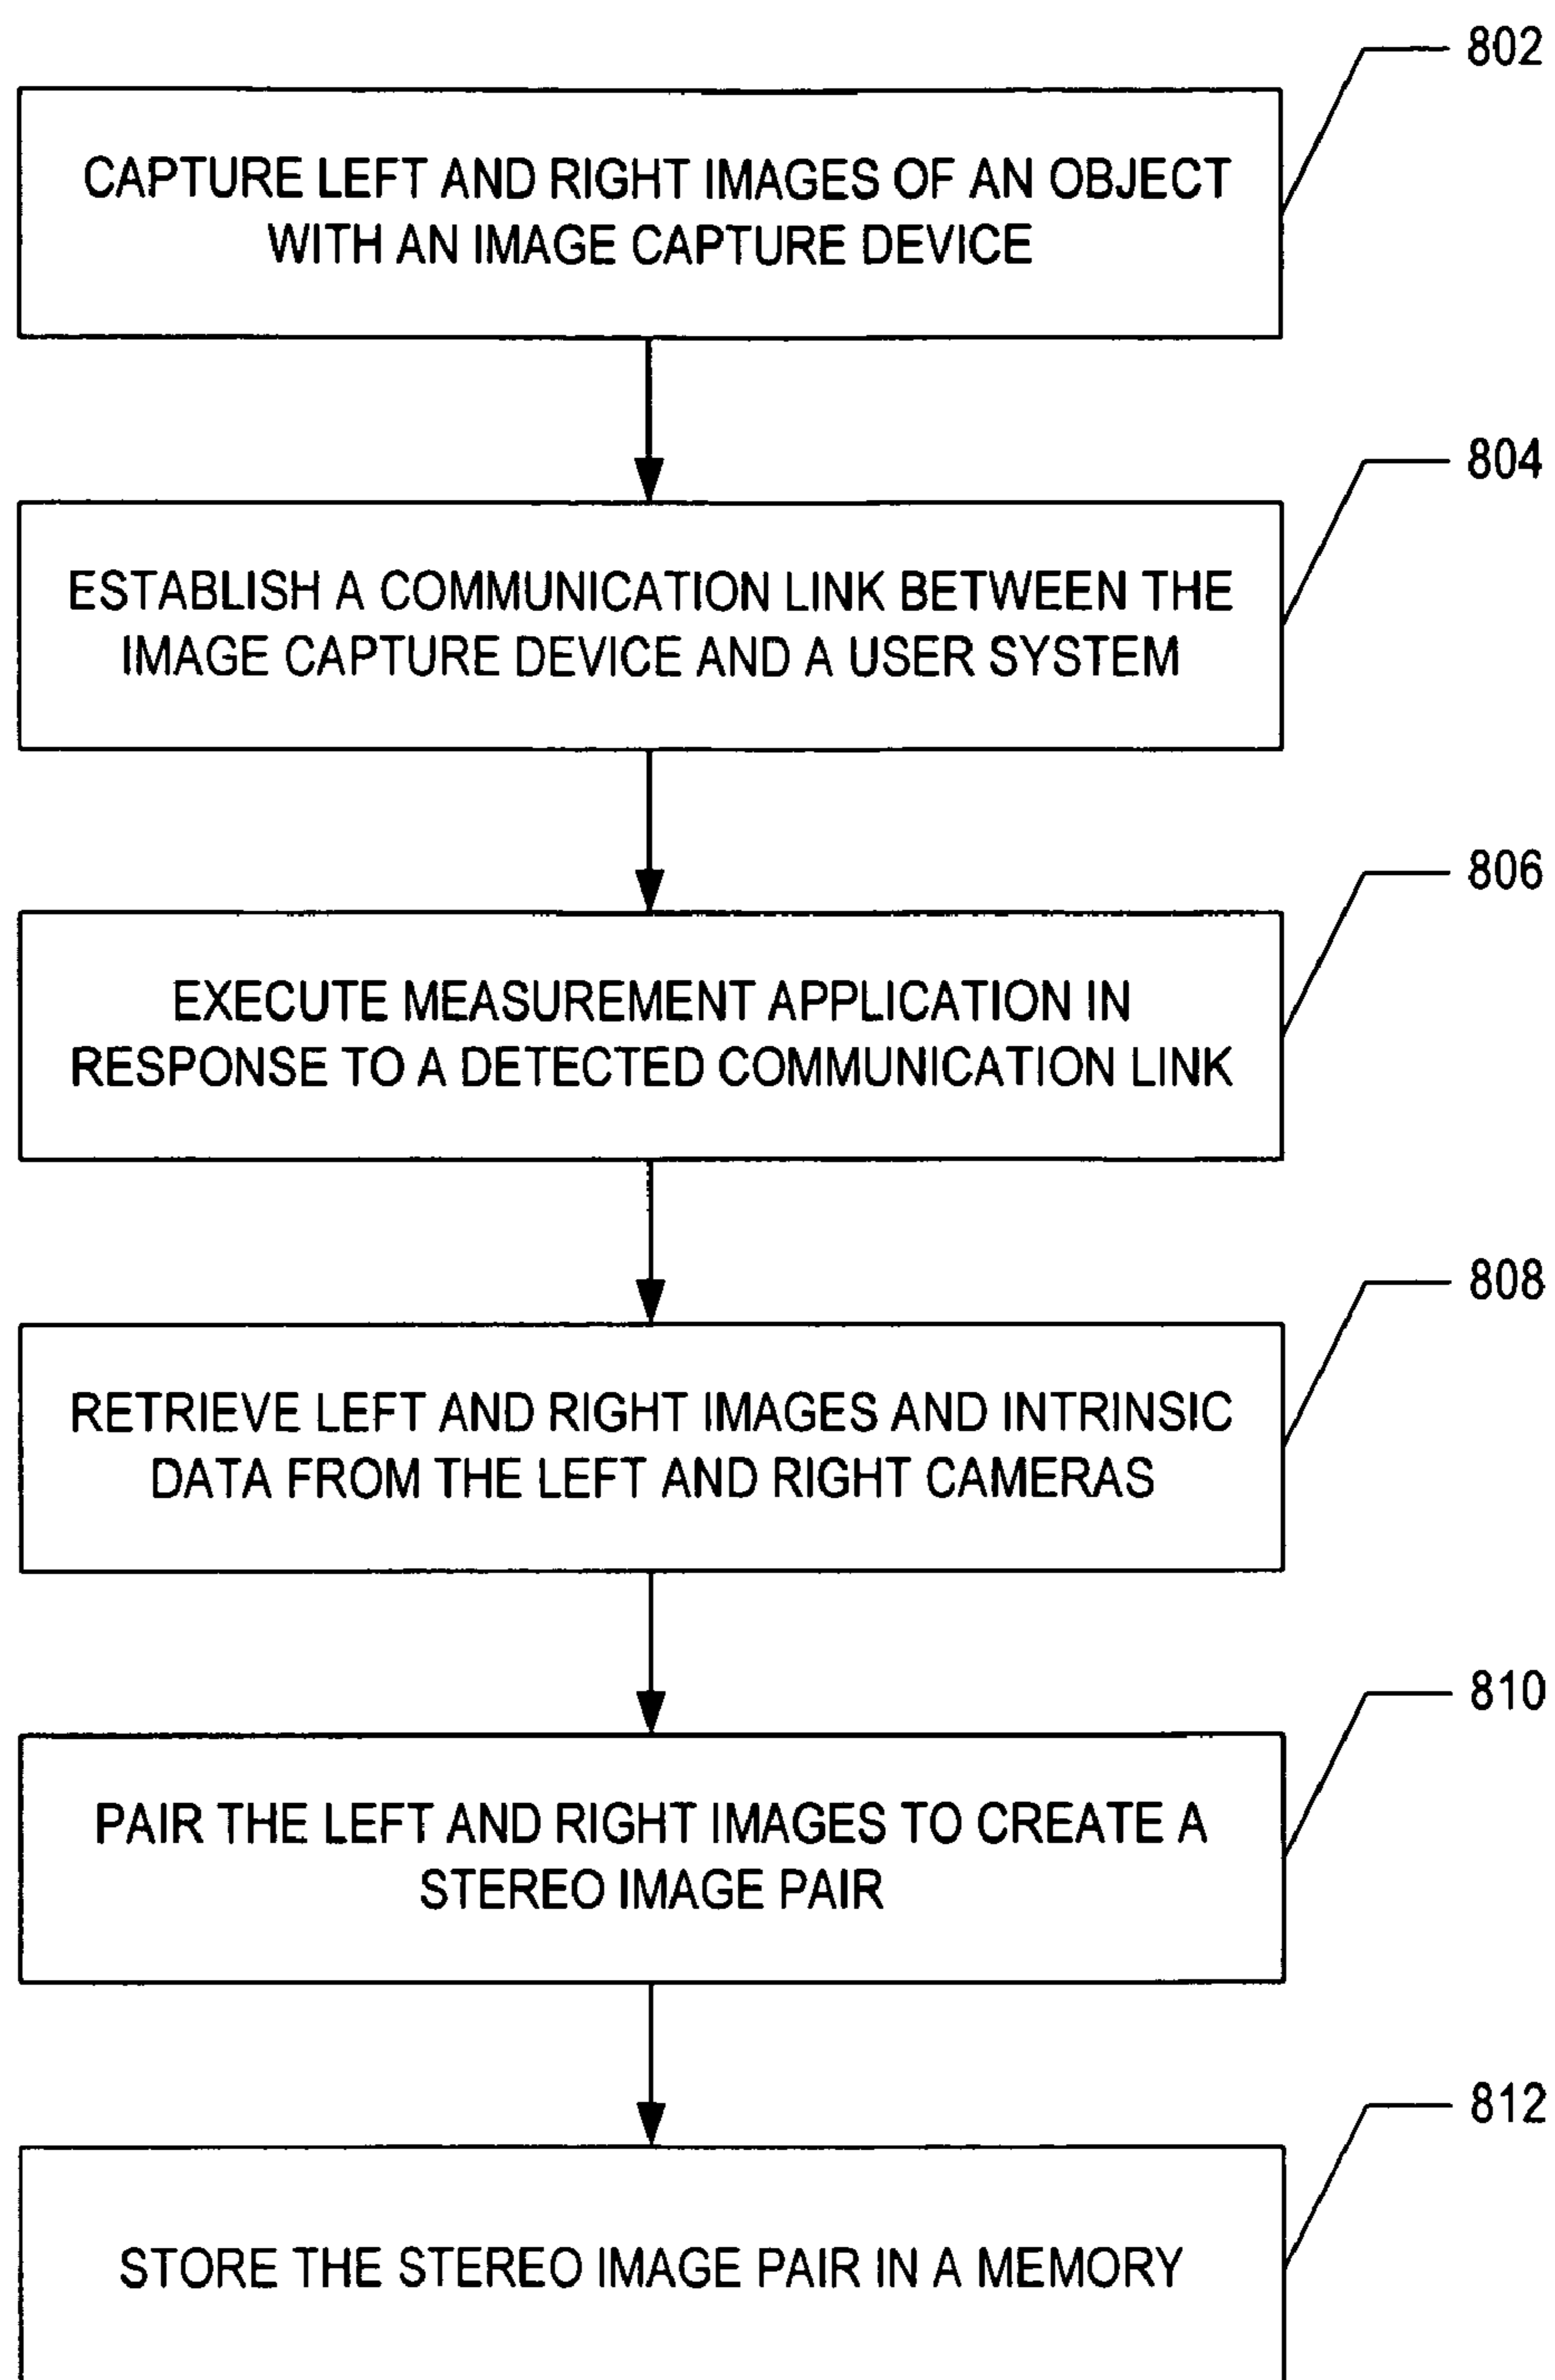 802
CAPTURE LEFT AND RIGHT IMAGES OF AN OBJECT
WITH AN IMAGE CAPTURE DEVICE
804
ESTABLISH A COMMUNICATION LINK BETWEEN THE
IMAGE CAPTURE DEVICE AND A USER SYSTEM
806
EXECUTE MEASUREMENT APPLICATION IN
RESPONSE TO A DETECTED COMMUNICATION LINK
808
RETRIEVE LEFT AND RIGHT IMAGES AND INTRINSIC
DATA FROM THE LEFT AND RIGHT CAMERAS
810
PAIR THE LEFT AND RIGHT IMAGES TO CREATE A
STEREO IMAGE PAIR
812
STORE THE STEREO IMAGE PAIR IN A MEMORY